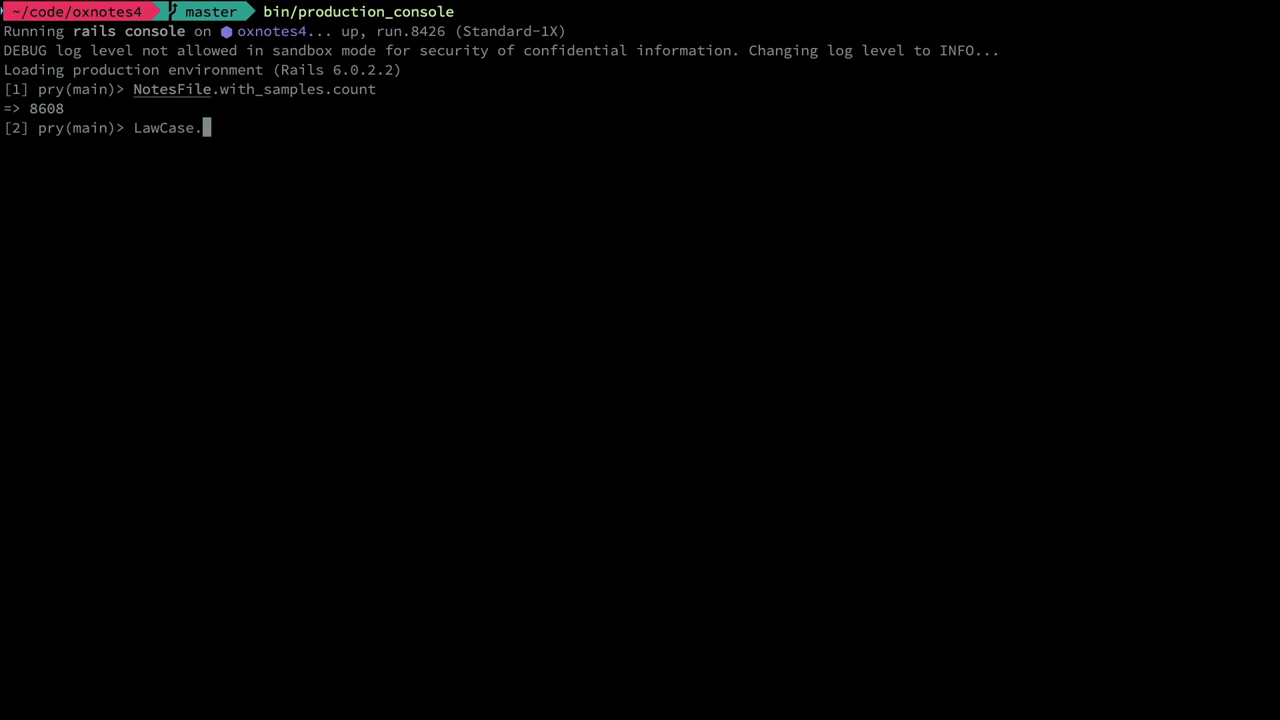 ~/code/oxnotes4 master bin/production_console
Running rails console on ⬢ oxnotes4... up, run.8426 (Standard-1X)
DEBUG log level not allowed in sandbox mode for security of confidential information. Changing log level to INFO...
Loading production environment (Rails 6.0.2.2)
[1] pry(main)> NotesFile.with_samples.count
=> 8608
[2] pry(main)> LawCase.